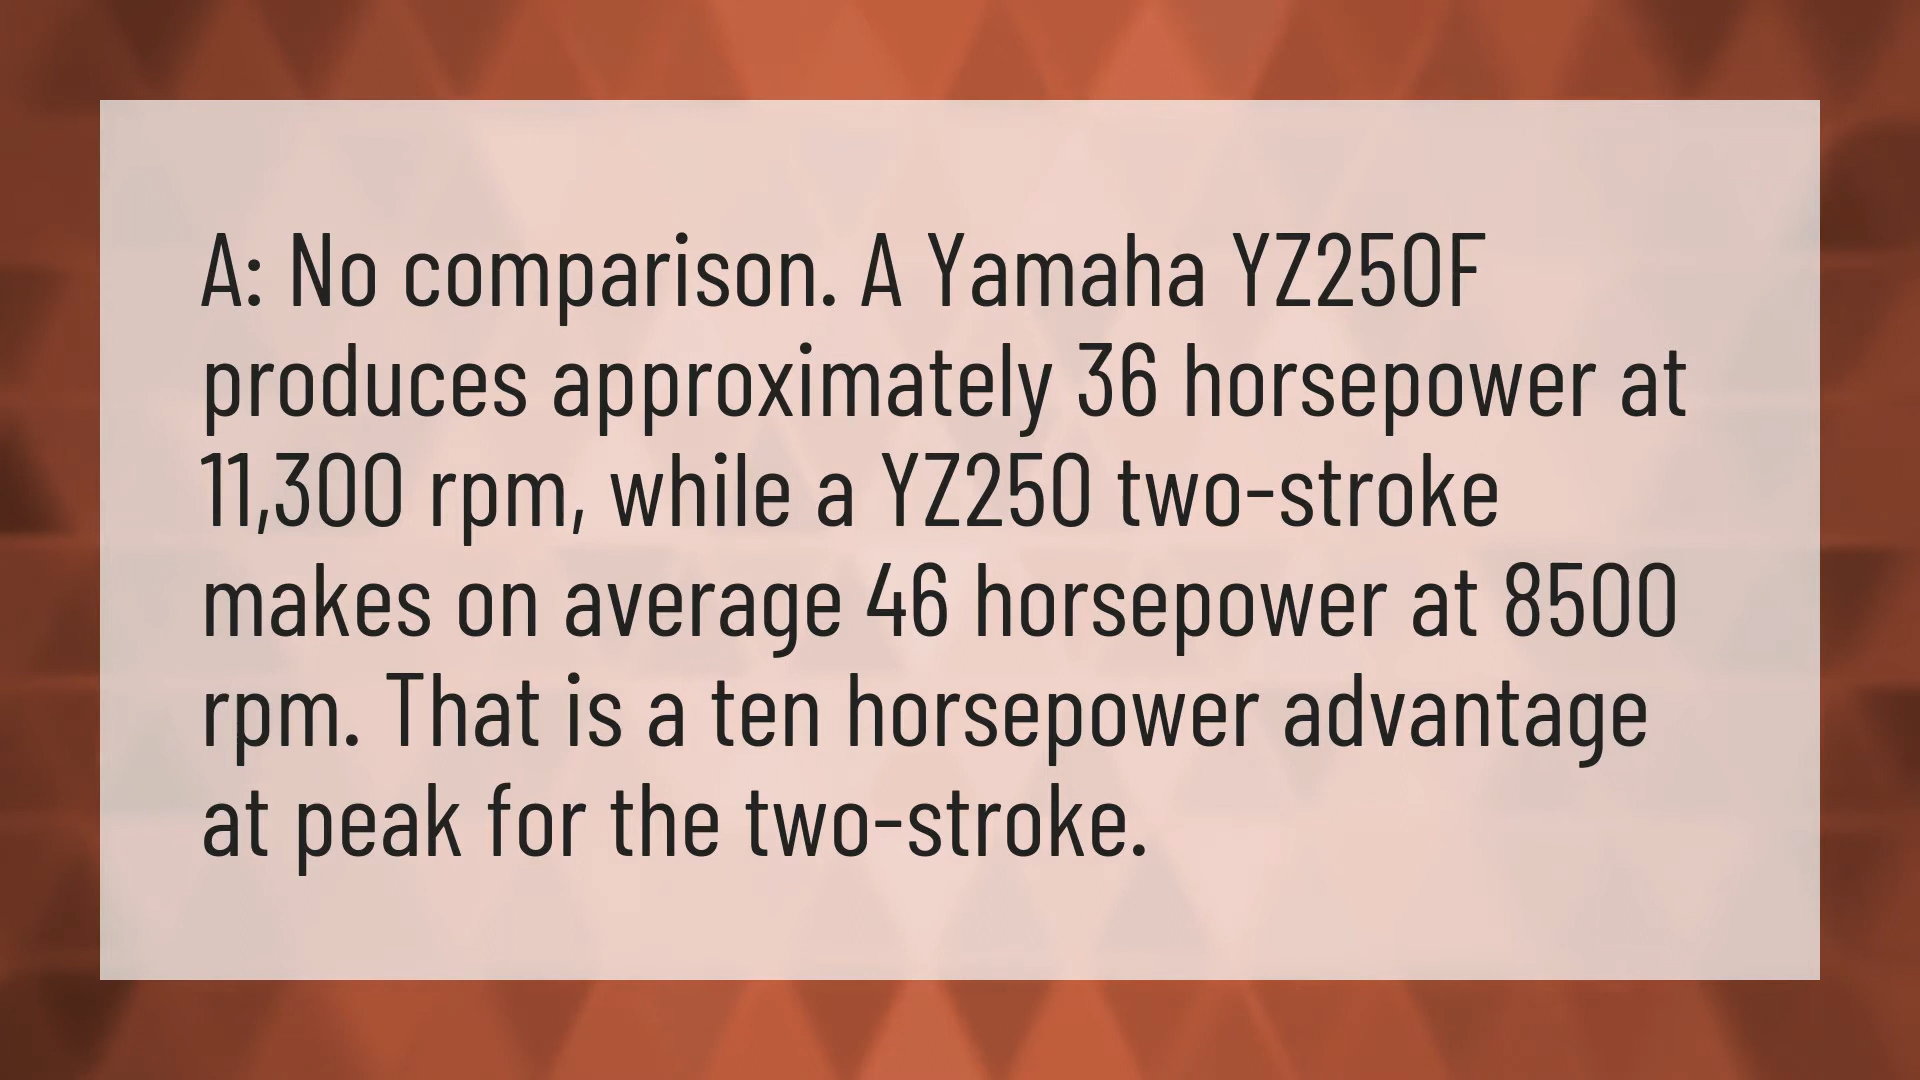 A: No comparison. A Yamaha YZ250F
produces approximately 36 horsepower at
11,300 rpm, while a YZ250 two-stroke
makes on average 46 horsepower at 8500
rpm. That is a ten horsepower advantage
at peak for the two-stroke.